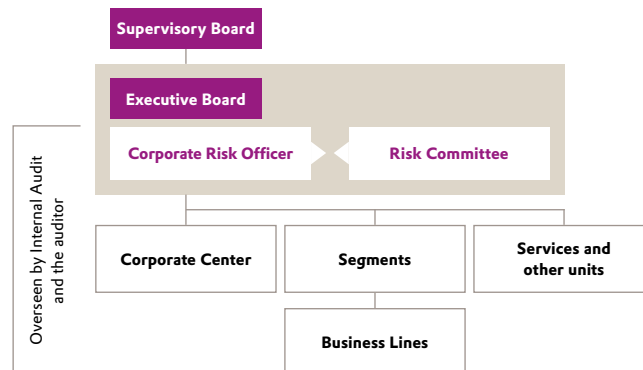 Supervisory Board
Executive Board
Corporate Risk Officer
Risk Committee
Overseen by Internal Audit
and the auditor
Corporate Center
Segments
Services and
other units
Business Lines